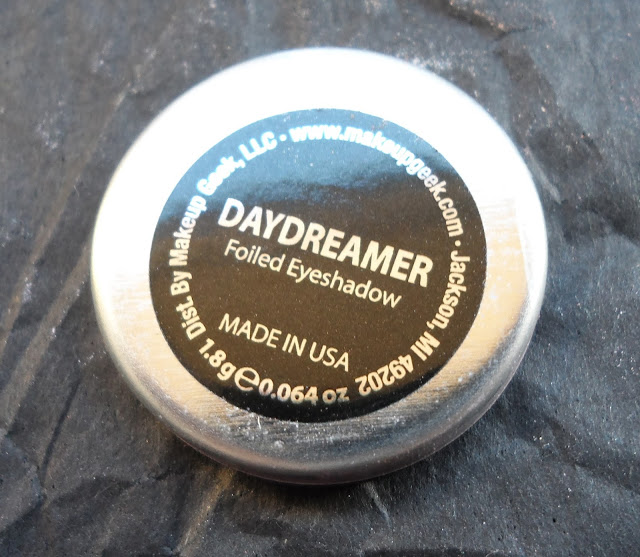 DAYDREAMER
Foiled Eyeshadow
MADE IN USA
Dist. By Makeup Geek, LLC · www.makeupgeek.com · Jackson, MI 49202
1.8g℮0.064 oz